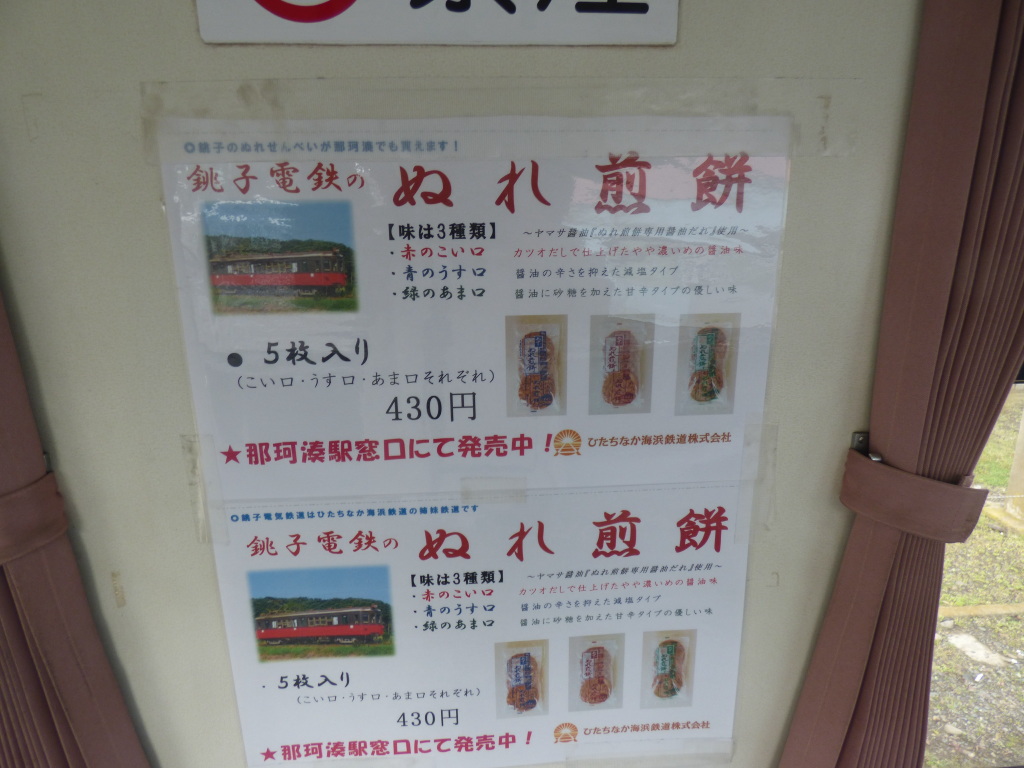 ◎銚子のぬれせんべいが那珂湊でも買えます！
銚子電鉄の ぬれ煎餅
【味は3種類】 ～ヤマサ醤油『ぬれ煎餅専用醤油だれ』使用～
・赤のこい口 カツオだしで仕上げたやや濃いめの醤油味
・青のうす口 醤油の辛さを抑えた減塩タイプ
・緑のあま口 醤油に砂糖を加えた甘辛タイプの優しい味
● 5枚入り
（こい口・うす口・あま口それぞれ）
430円
★那珂湊駅窓口にて発売中！ ひたちなか海浜鉄道株式会社
◎銚子電気鉄道はひたちなか海浜鉄道の姉妹鉄道です
銚子電鉄の ぬれ煎餅
【味は3種類】 ～ヤマサ醤油『ぬれ煎餅専用醤油だれ』使用～
・赤のこい口 カツオだしで仕上げたやや濃いめの醤油味
・青のうす口 醤油の辛さを抑えた減塩タイプ
・緑のあま口 醤油に砂糖を加えた甘辛タイプの優しい味
・5枚入り
（こい口・うす口・あま口それぞれ）
430円
★那珂湊駅窓口にて発売中！ ひたちなか海浜鉄道株式会社